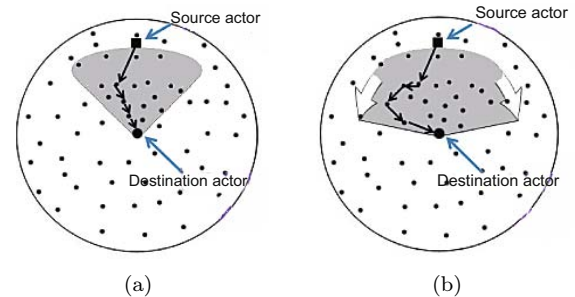 Source actor
Destination actor
(a)
Source actor
Destination actor
(b)